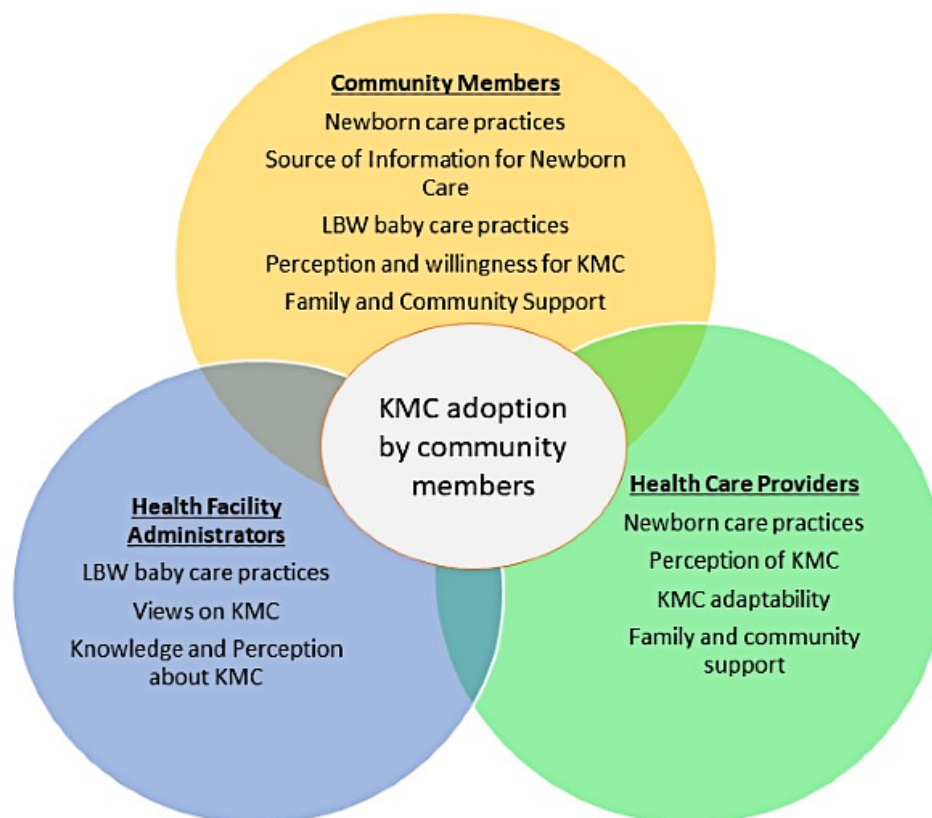 Community Members
Newborn care practices
Source of Information for Newborn
Care
LBW baby care practices
Perception and willingness for KMC
Family and Community Support
KMC adoption
by community
members
Health Facility
Administrators
LBW baby care practices
Views on KMC
Knowledge and Perception
about KMC
Health Care Providers
Newborn care practices
Perception of KMC
KMC adaptability
Family and community
support